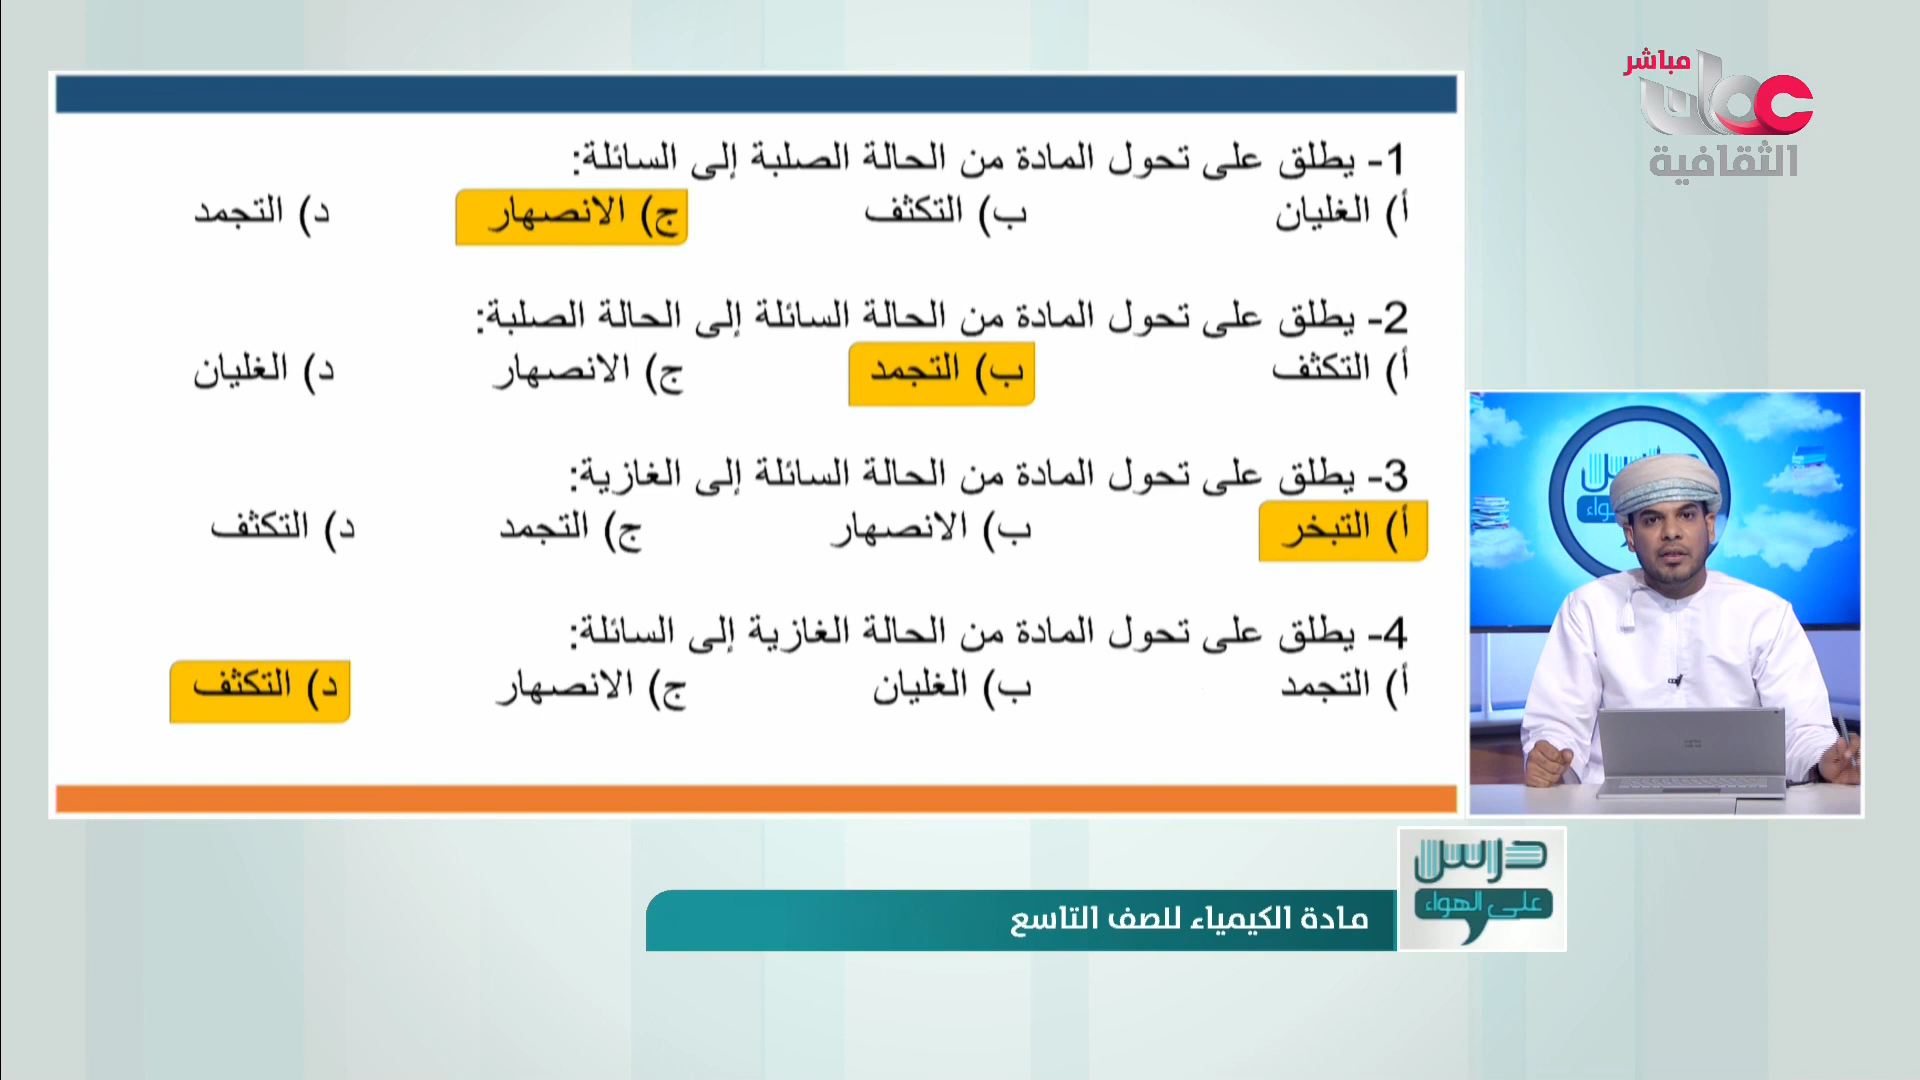 مباشر
عمان
الثقافية
1- يطلق على تحول المادة من الحالة الصلبة إلى السائلة:
أ) الغليان ب) التكثف ج) الانصهار د) التجمد
2- يطلق على تحول المادة من الحالة السائلة إلى الحالة الصلبة:
أ) التكثف ب) التجمد ج) الانصهار د) الغليان
3- يطلق على تحول المادة من الحالة السائلة إلى الغازية:
أ) التبخر ب) الانصهار ج) التجمد د) التكثف
4- يطلق على تحول المادة من الحالة الغازية إلى السائلة:
أ) التجمد ب) الغليان ج) الانصهار د) التكثف
درس
على الهواء
مادة الكيمياء للصف التاسع